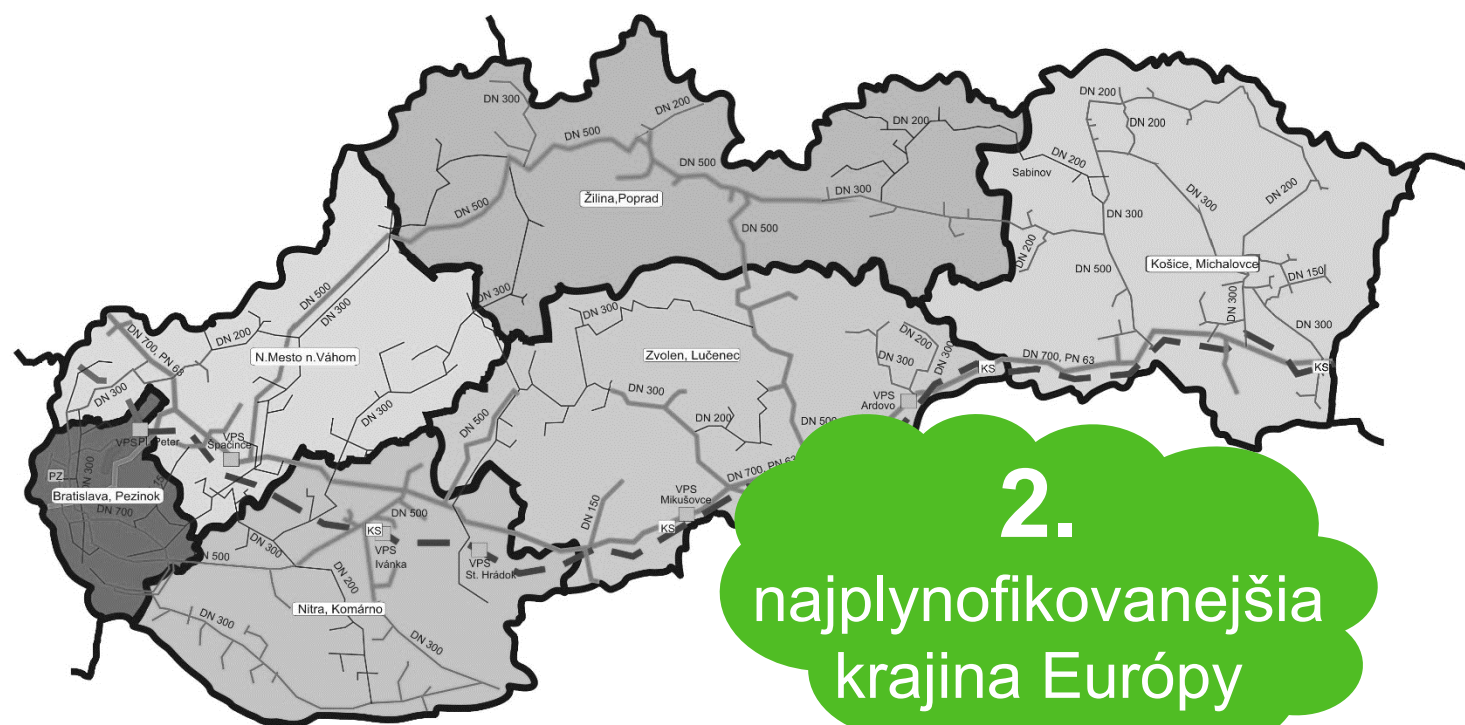 DN 300
DN 200
DN 500
DN 500
Žilina,Poprad
DN 500
DN 500
DN 300
DN 200
DN 200
DN 200
DN 200
Sabinov
DN 200
DN 300
DN 300
DN 200
DN 500
Košice, Michalovce
DN 150
DN 300
DN 300
KS
DN 500
DN 300
DN 200
DN 700, PN 63
N.Mesto n.Váhom
DN 300
DN 300
DN 300
DN 300
Zvolen, Lučenec
DN 300
DN 200
DN 500
DN 200
DN 300
DN 300
KS
DN 700, PN 63
VPS
Ardovo
DN 500
DN 700, PN 63
VPS
Mikušovce
KS
DN 150
VPS
Špačince
PZ
DN 300
Bratislava, Pezinok
DN 700
DN 500
KS
VPS
Ivánka
VPS
St. Hrádok
DN 300
DN 200
Nitra, Komárno
DN 300
DN 300
2.
najplynofikovanejšia
krajina Európy